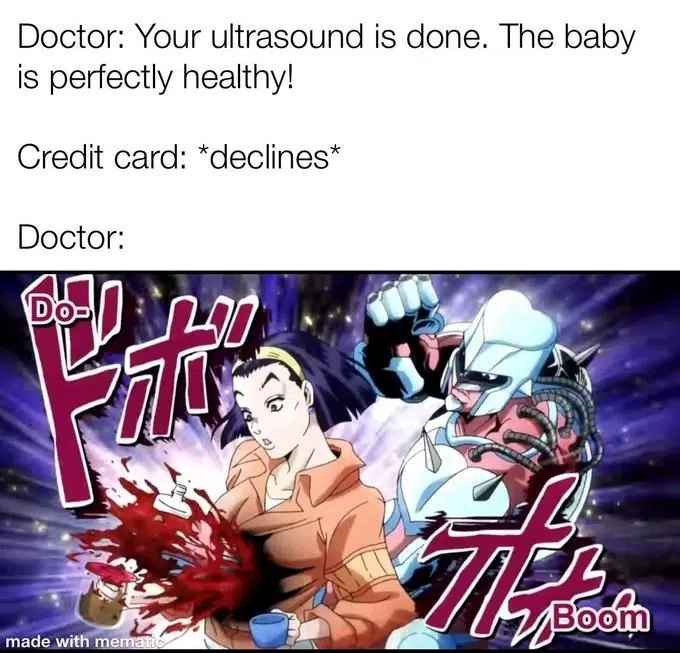 Doctor: Your ultrasound is done. The baby
is perfectly healthy!
Credit card: *declines*
Doctor:
Do-
ドボ
オオ
Boom
made with mematic